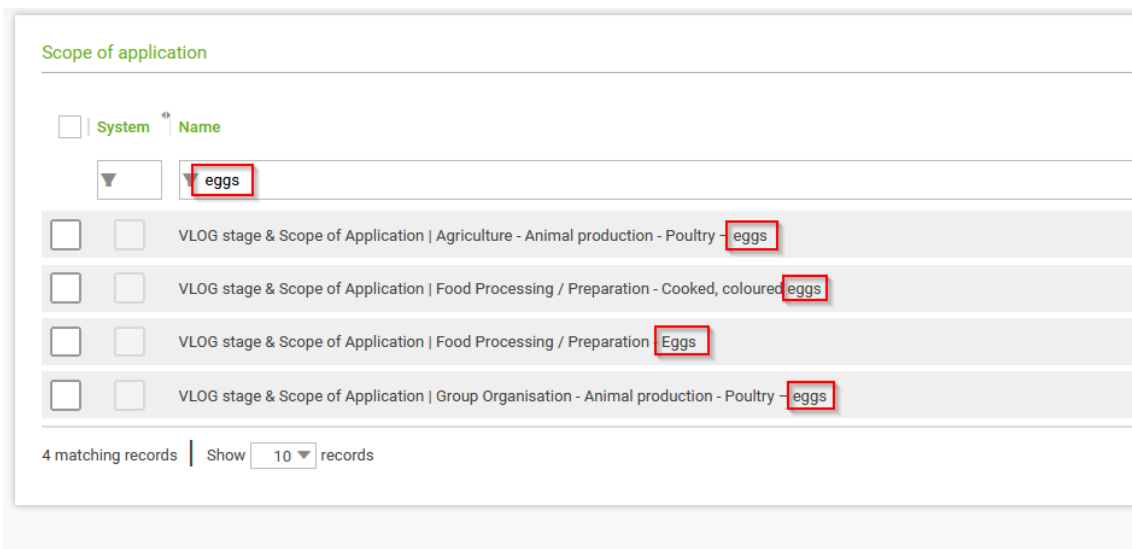 Scope of application
System Name
eggs
VLOG stage & Scope of Application | Agriculture - Animal production - Poultry – eggs
VLOG stage & Scope of Application | Food Processing / Preparation - Cooked, coloured eggs
VLOG stage & Scope of Application | Food Processing / Preparation - Eggs
VLOG stage & Scope of Application | Group Organisation - Animal production - Poultry – eggs
4 matching records | Show 10 records